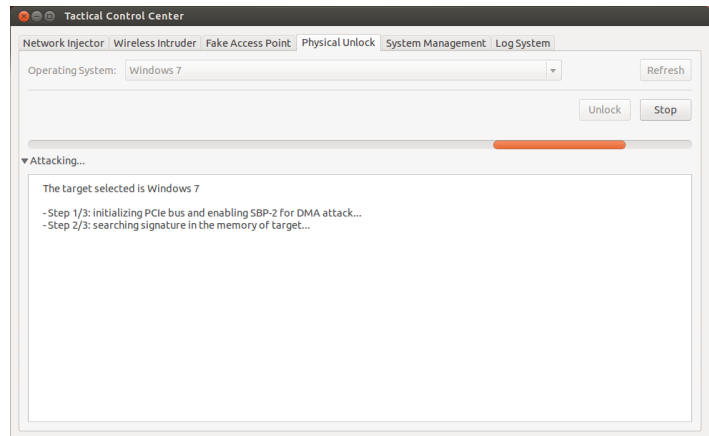 Tactical Control Center
Network Injector Wireless Intruder Fake Access Point Physical Unlock System Management Log System
Operating System: Windows 7 Refresh
Unlock Stop
Attacking...
The target selected is Windows 7
- Step 1/3: initializing PCIe bus and enabling SBP-2 for DMA attack...
- Step 2/3: searching signature in the memory of target...